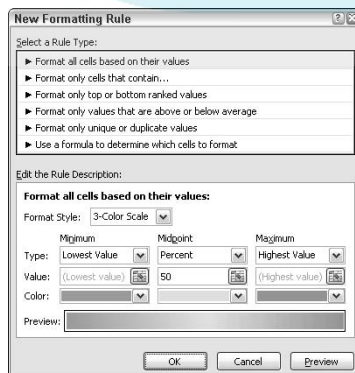 New Formatting Rule
Select a Rule Type:
► Format all cells based on their values
► Format only cells that contain...
► Format only top or bottom ranked values
► Format only values that are above or below average
► Format only unique or duplicate values
► Use a formula to determine which cells to format
Edit the Rule Description:
Format all cells based on their values:
Format Style: 3-Color Scale
Minimum Midpoint Maximum
Type: Lowest Value Percent Highest Value
Value: (Lowest value) 50 (Highest value)
Color:
Preview:
OK Cancel Preview